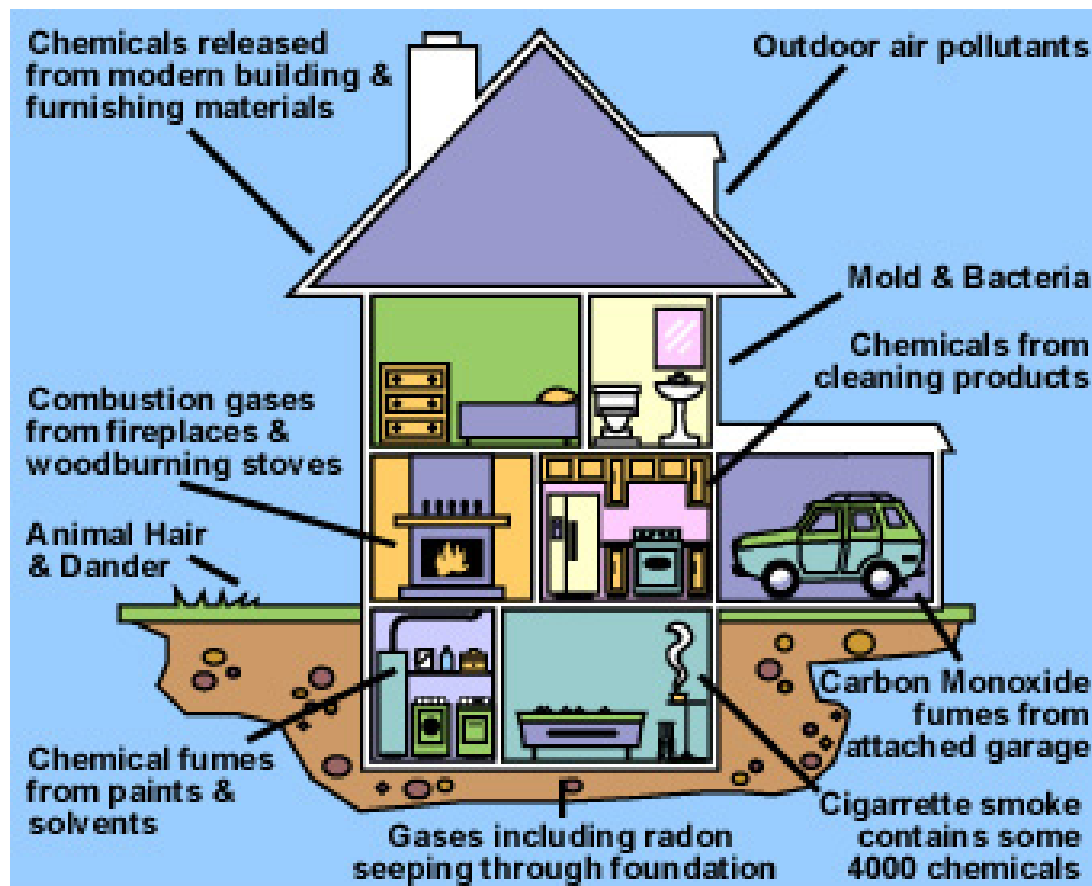 Chemicals released
from modern building &
furnishing materials
Outdoor air pollutants
Mold & Bacteria
Chemicals from
cleaning products
Combustion gases
from fireplaces &
woodburning stoves
Animal Hair
& Dander
Carbon Monoxide
fumes from
attached garage
Chemical fumes
from paints &
solvents
Gases including radon
seeping through foundation
Cigarrette smoke
contains some
4000 chemicals